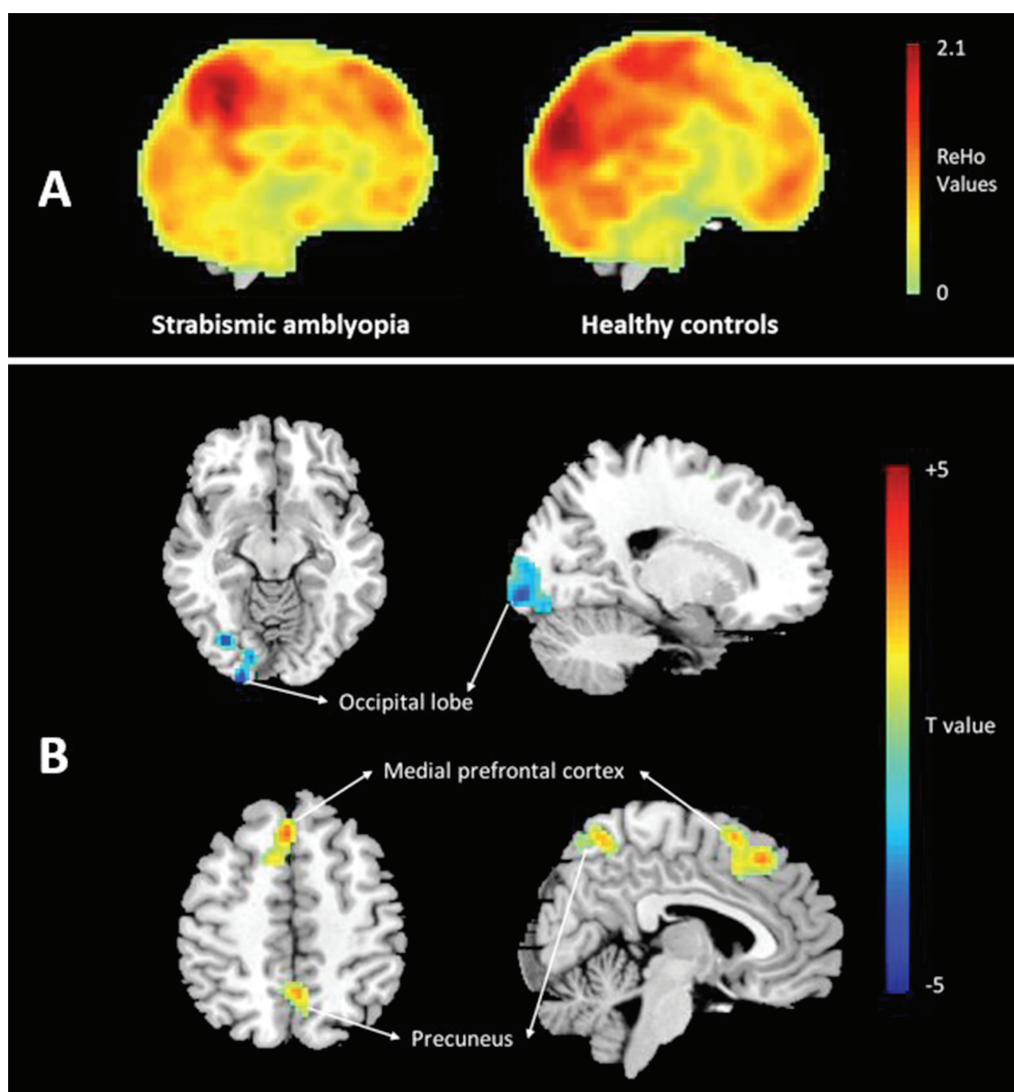 A
2.1
ReHo
Values
0
Strabismic amblyopia
Healthy controls
B
+5
Occipital lobe
T value
Medial prefrontal cortex
-5
Precuneus